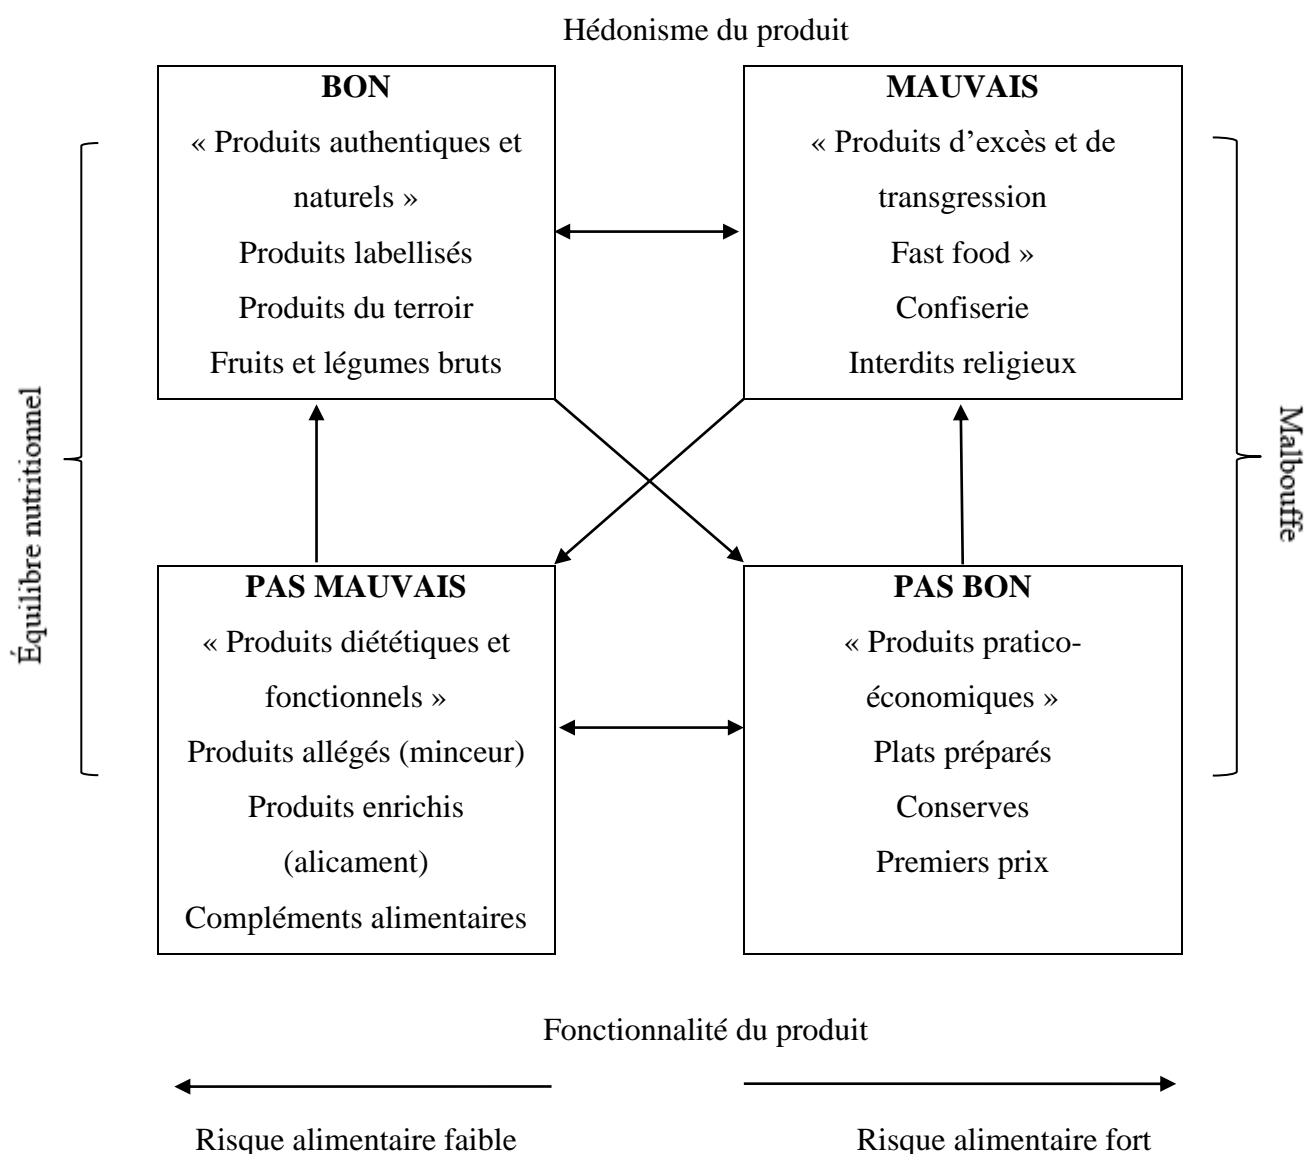 Hédonisme du produit
BON
« Produits authentiques et
naturels »
Produits labellisés
Produits du terroir
Fruits et légumes bruts
MAUVAIS
« Produits d’excès et de
transgression
Fast food »
Confiserie
Interdits religieux
Équilibre nutritionnel
Malbouffe
PAS MAUVAIS
« Produits diététiques et
fonctionnels »
Produits allégés (minceur)
Produits enrichis
(alicament)
Compléments alimentaires
PAS BON
« Produits pratico-
économiques »
Plats préparés
Conserves
Premiers prix
Fonctionnalité du produit
Risque alimentaire faible
Risque alimentaire fort